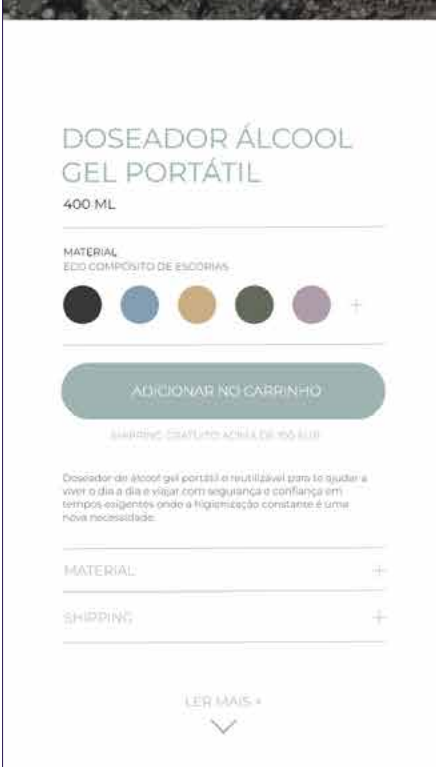 DOSEADOR ÁLCOOL
GEL PORTÁTIL
400 ML
MATERIAL
ECO COMPÓSITO DE ESCÓRIAS
ADICIONAR NO CARRINHO
SHIPPING GRATUITO ACIMA DE 100 EUR
Doseador de álcool gel portátil e reutilizável para te ajudar a
viver o dia a dia e viajar com segurança e confiança em
tempos exigentes onde a higienização constante é uma
nova necessidade.
MATERIAL +
SHIPPING +
LER MAIS +